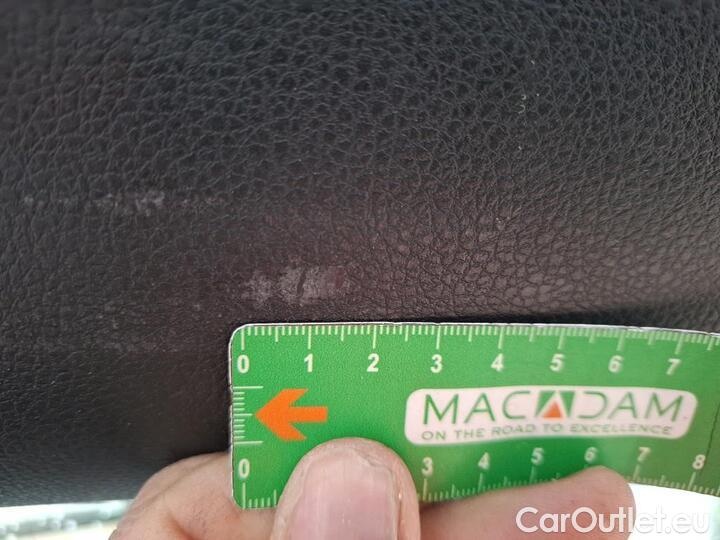 0 1 2 3 4 5 6 7
MACADAM
ON THE ROAD TO EXCELLENCE
0 3 4 5 6 7 8
CarOutlet.eu